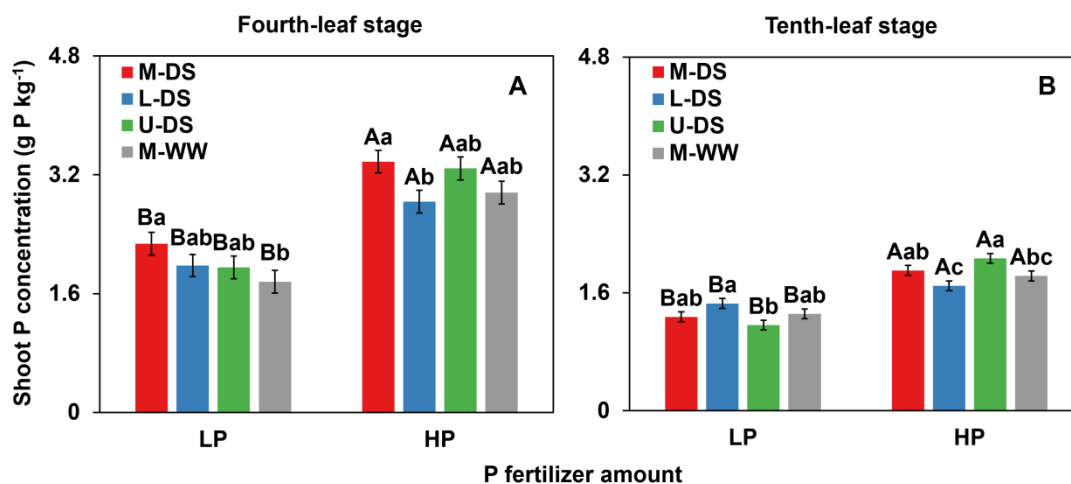 Fourth-leaf stage
Tenth-leaf stage
Shoot P concentration (g P kg⁻¹)
4.8
3.2
1.6
0
M-DS
L-DS
U-DS
M-WW
A
Ba
Bab
Bab
Bb
Aa
Ab
Aab
Aab
LP
HP
4.8
3.2
1.6
0
M-DS
L-DS
U-DS
M-WW
B
Bab
Ba
Bb
Bab
Aab
Ac
Aa
Abc
LP
HP
P fertilizer amount